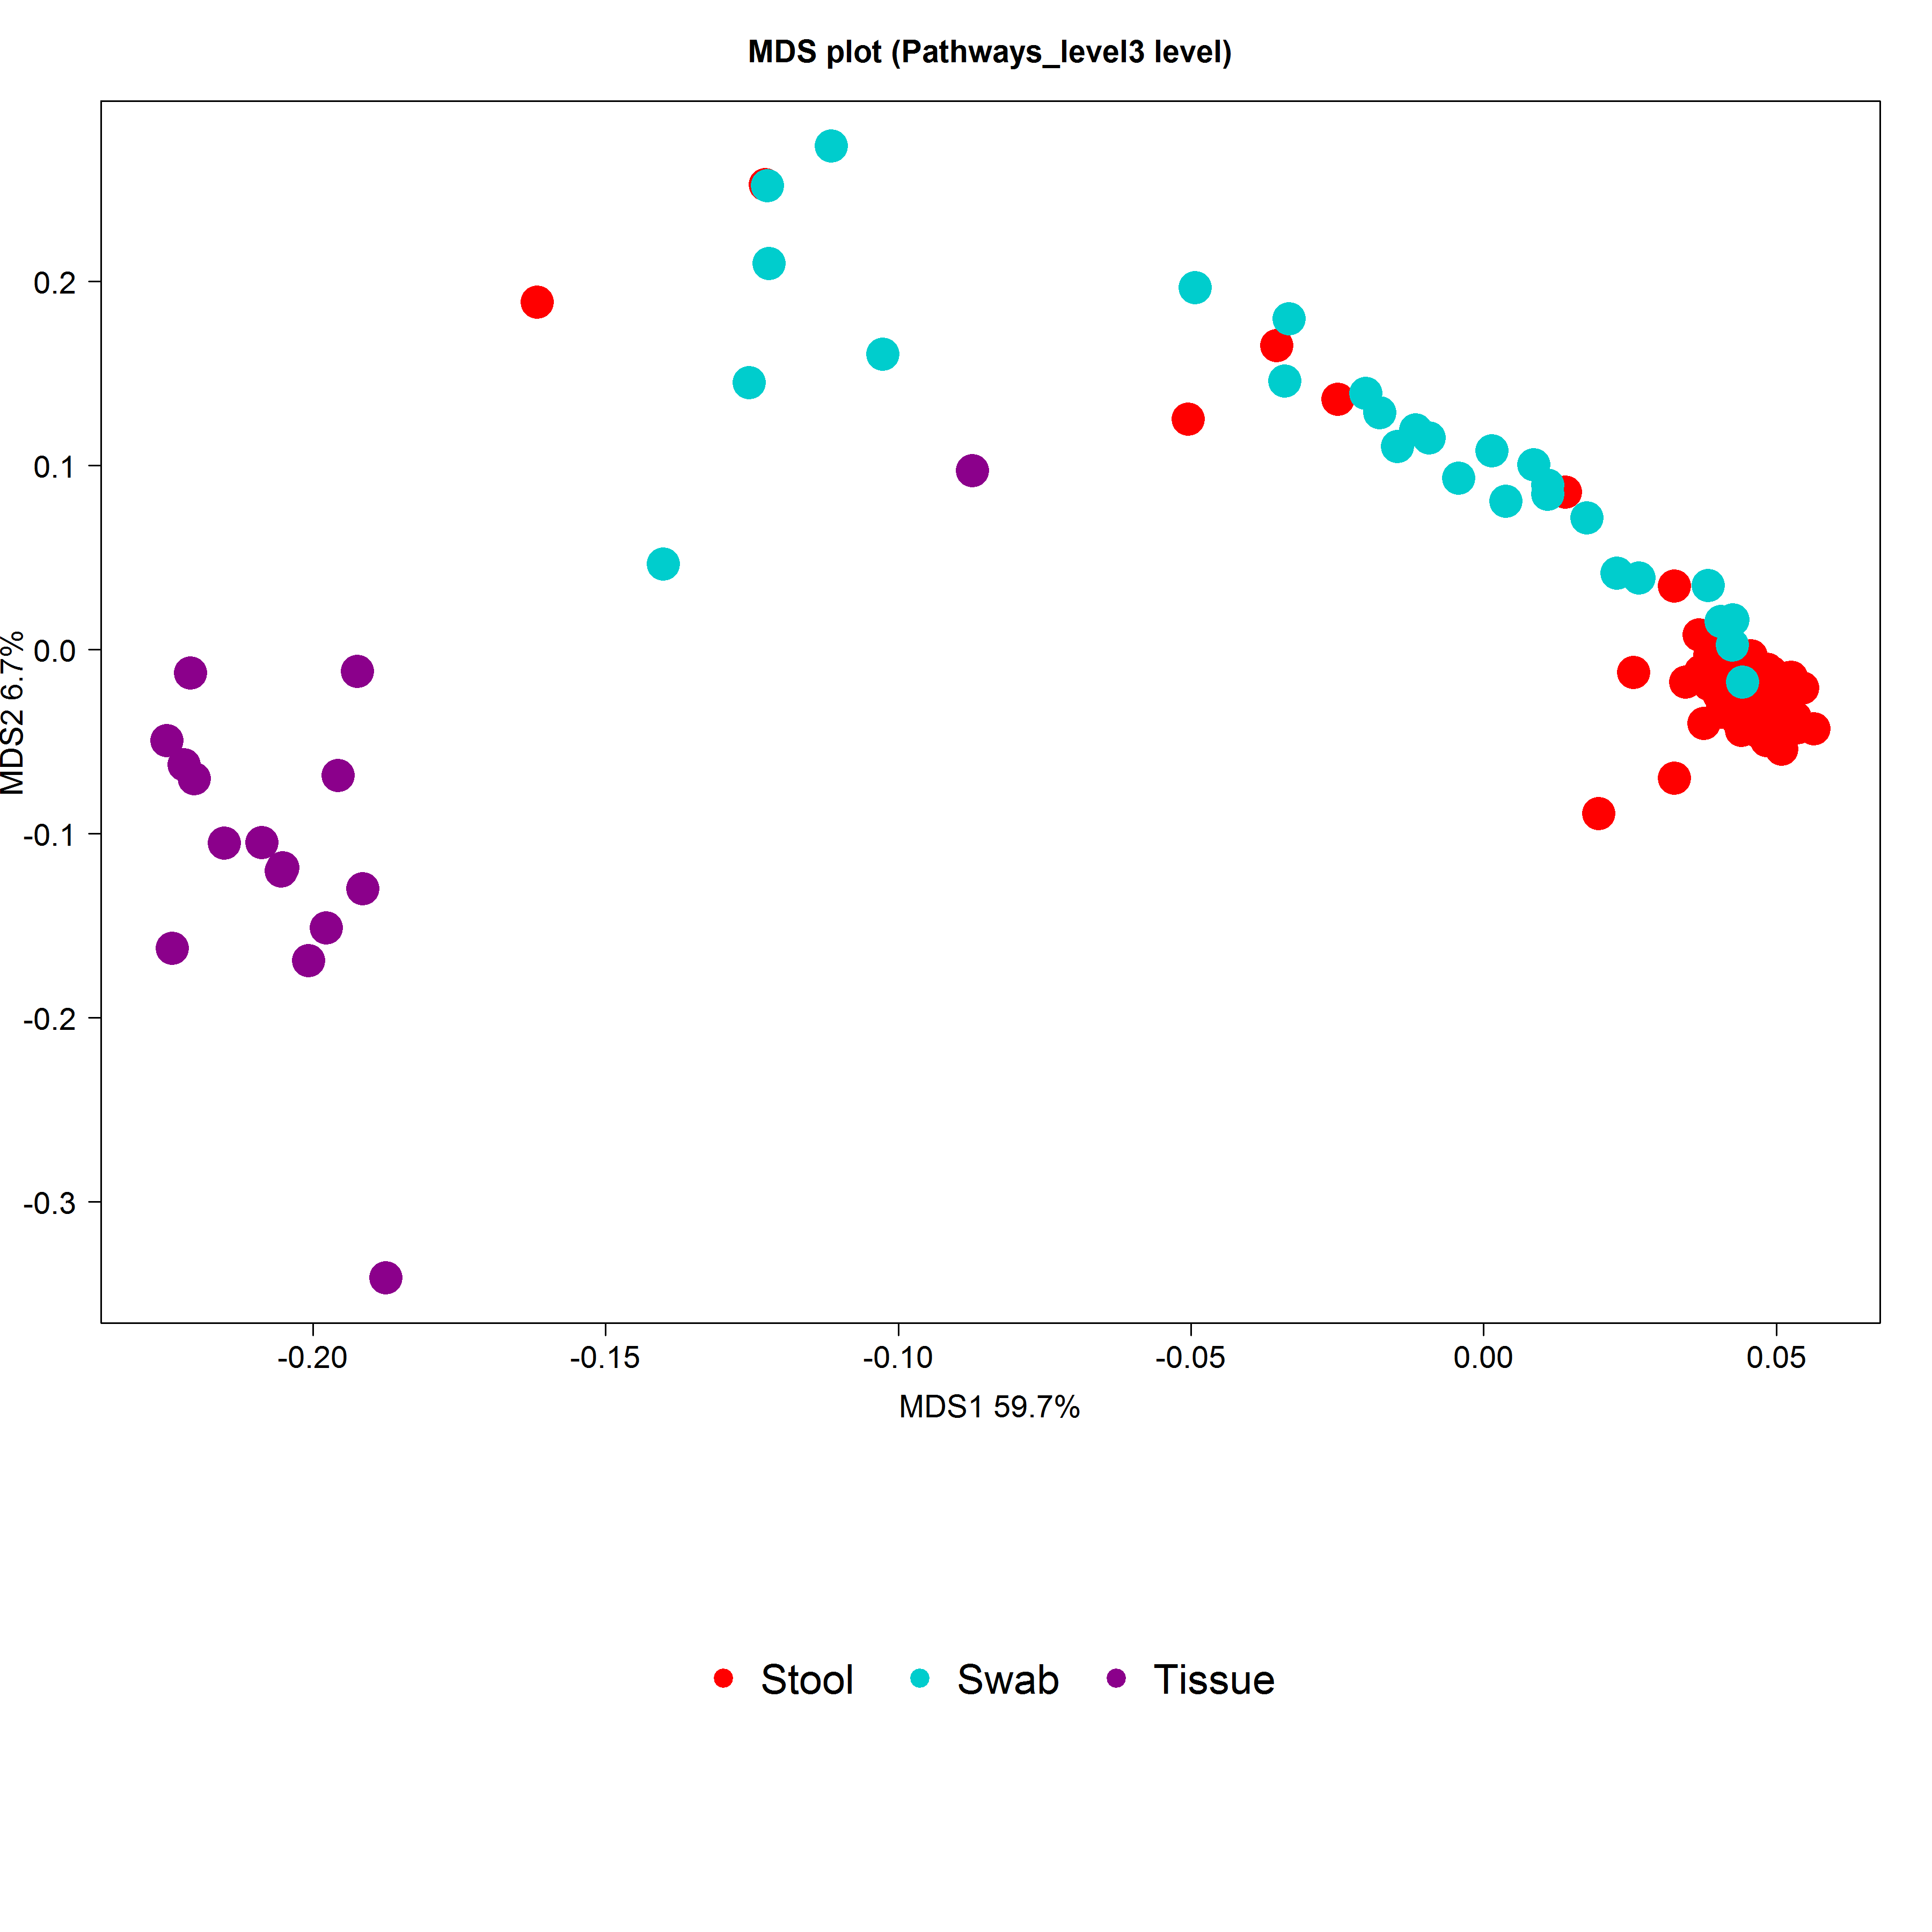 MDS plot (Pathways_level3 level)
0.2
0.1
0.0
-0.1
-0.2
-0.3
MDS2 6.7%
-0.20 -0.15 -0.10 -0.05 0.00 0.05
MDS1 59.7%
Stool Swab Tissue